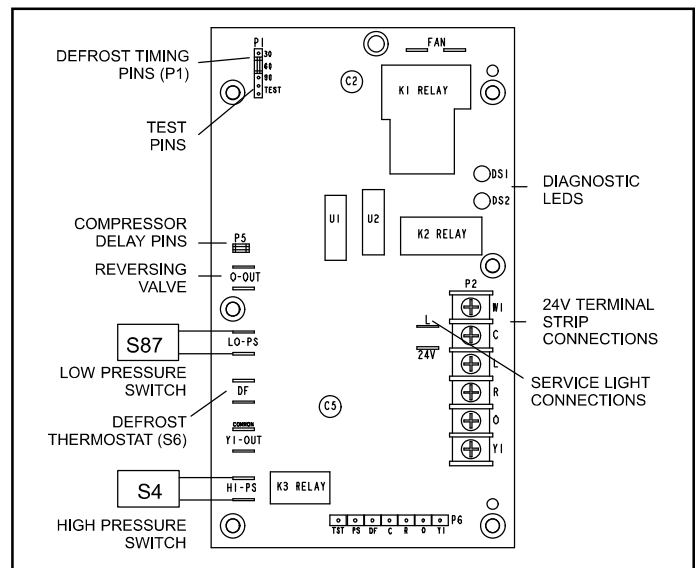 DEFROST TIMING
PINS (P1)
TEST
PINS
COMPRESSOR
DELAY PINS
REVERSING
VALVE
S87
LOW PRESSURE
SWITCH
DEFROST
THERMOSTAT (S6)
S4
HIGH PRESSURE
SWITCH
P1
30
60
90
TEST
FAN
C2
K1 RELAY
DS1
DS2
DIAGNOSTIC
LEDS
U1
U2
K2 RELAY
P5
O-OUT
LO-PS
DF
COMMON
Y1-OUT
HI-PS
K3 RELAY
C5
L
24V
P2
W1
C
L
R
O
Y1
24V TERMINAL
STRIP
CONNECTIONS
SERVICE LIGHT
CONNECTIONS
P6
TST PS DF C R O Y1